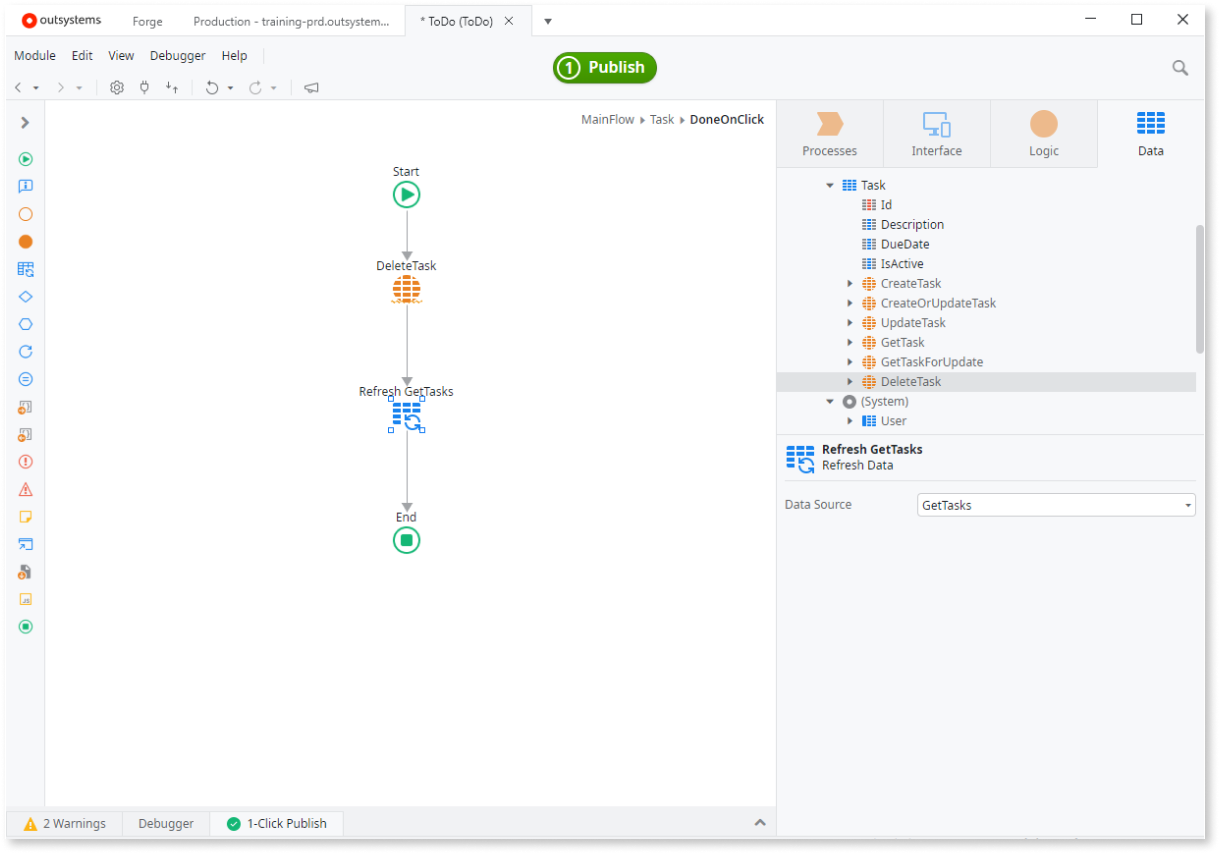 outsystems
Forge
Production - training-prd.outsystem...
* ToDo (ToDo)
Module Edit View Debugger Help
1 Publish
MainFlow Task DoneOnClick
Start
DeleteTask
Refresh GetTasks
End
Processes
Interface
Logic
Data
Task
Id
Description
DueDate
IsActive
CreateTask
CreateOrUpdateTask
UpdateTask
GetTask
GetTaskForUpdate
DeleteTask
(System)
User
Refresh GetTasks
Refresh Data
Data Source GetTasks
JS
2 Warnings
Debugger
1-Click Publish